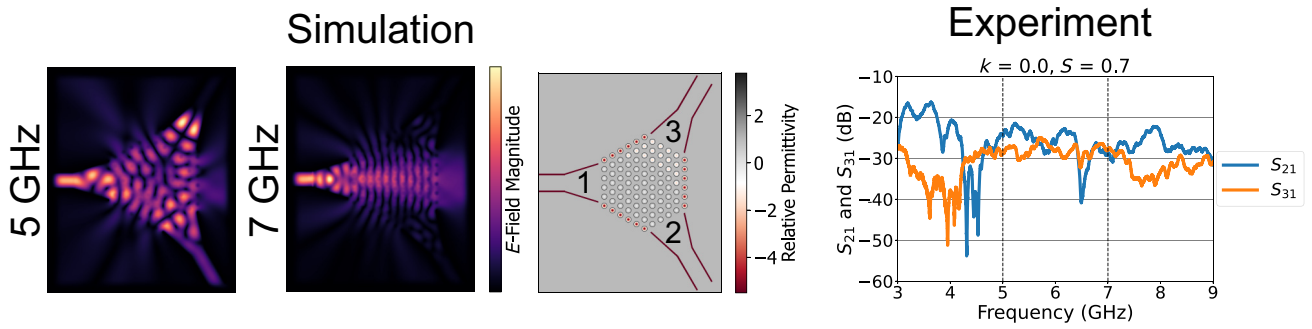 Simulation
Experiment
5 GHz
7 GHz
E-Field Magnitude
1
2
3
2
0
−2
−4
Relative Permittivity
k = 0.0, S = 0.7
−10
−20
−30
−40
−50
−60
S21 and S31 (dB)
3 4 5 6 7 8 9
Frequency (GHz)
S21
S31